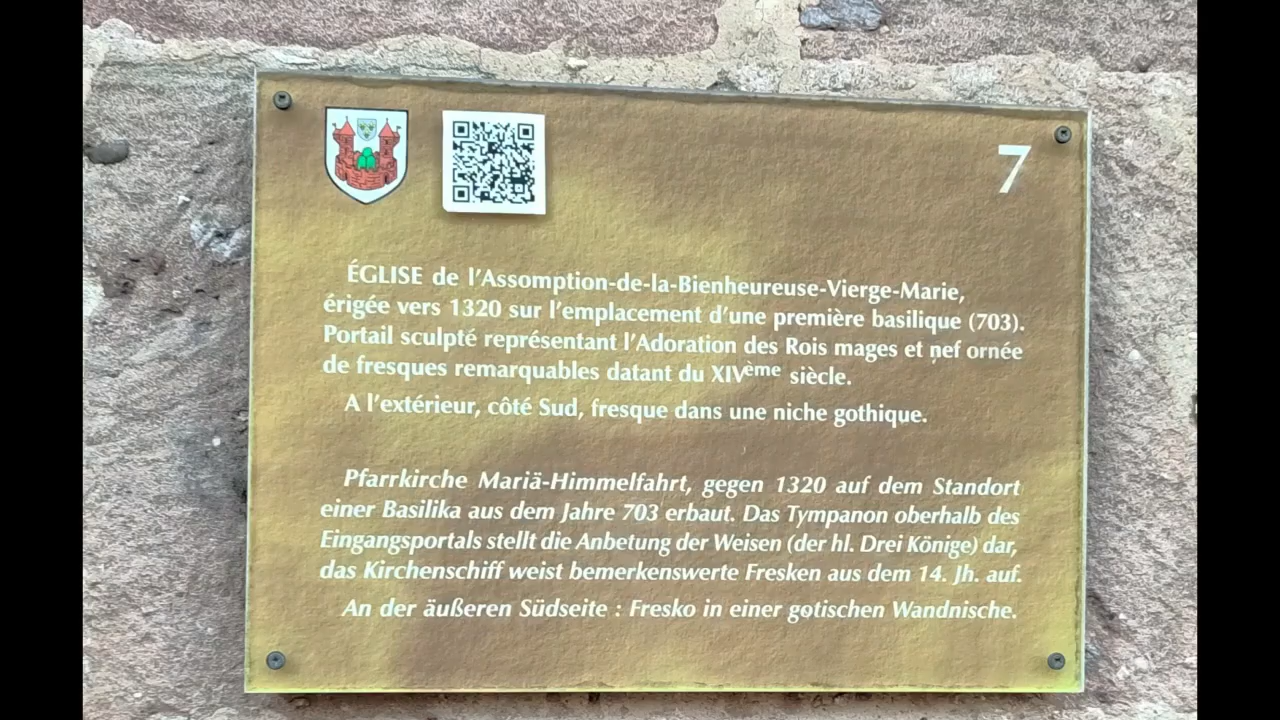 7
ÉGLISE de l'Assomption-de-la-Bienheureuse-Vierge-Marie,
érigée vers 1320 sur l'emplacement d'une première basilique (703).
Portail sculpté représentant l'Adoration des Rois mages et nef ornée
de fresques remarquables datant du XIVème siècle.
A l'extérieur, côté Sud, fresque dans une niche gothique.
Pfarrkirche Mariä-Himmelfahrt, gegen 1320 auf dem Standort
einer Basilika aus dem Jahre 703 erbaut. Das Tympanon oberhalb des
Eingangsportals stellt die Anbetung der Weisen (der hl. Drei Könige) dar,
das Kirchenschiff weist bemerkenswerte Fresken aus dem 14. Jh. auf.
An der äußeren Südseite : Fresko in einer gotischen Wandnische.